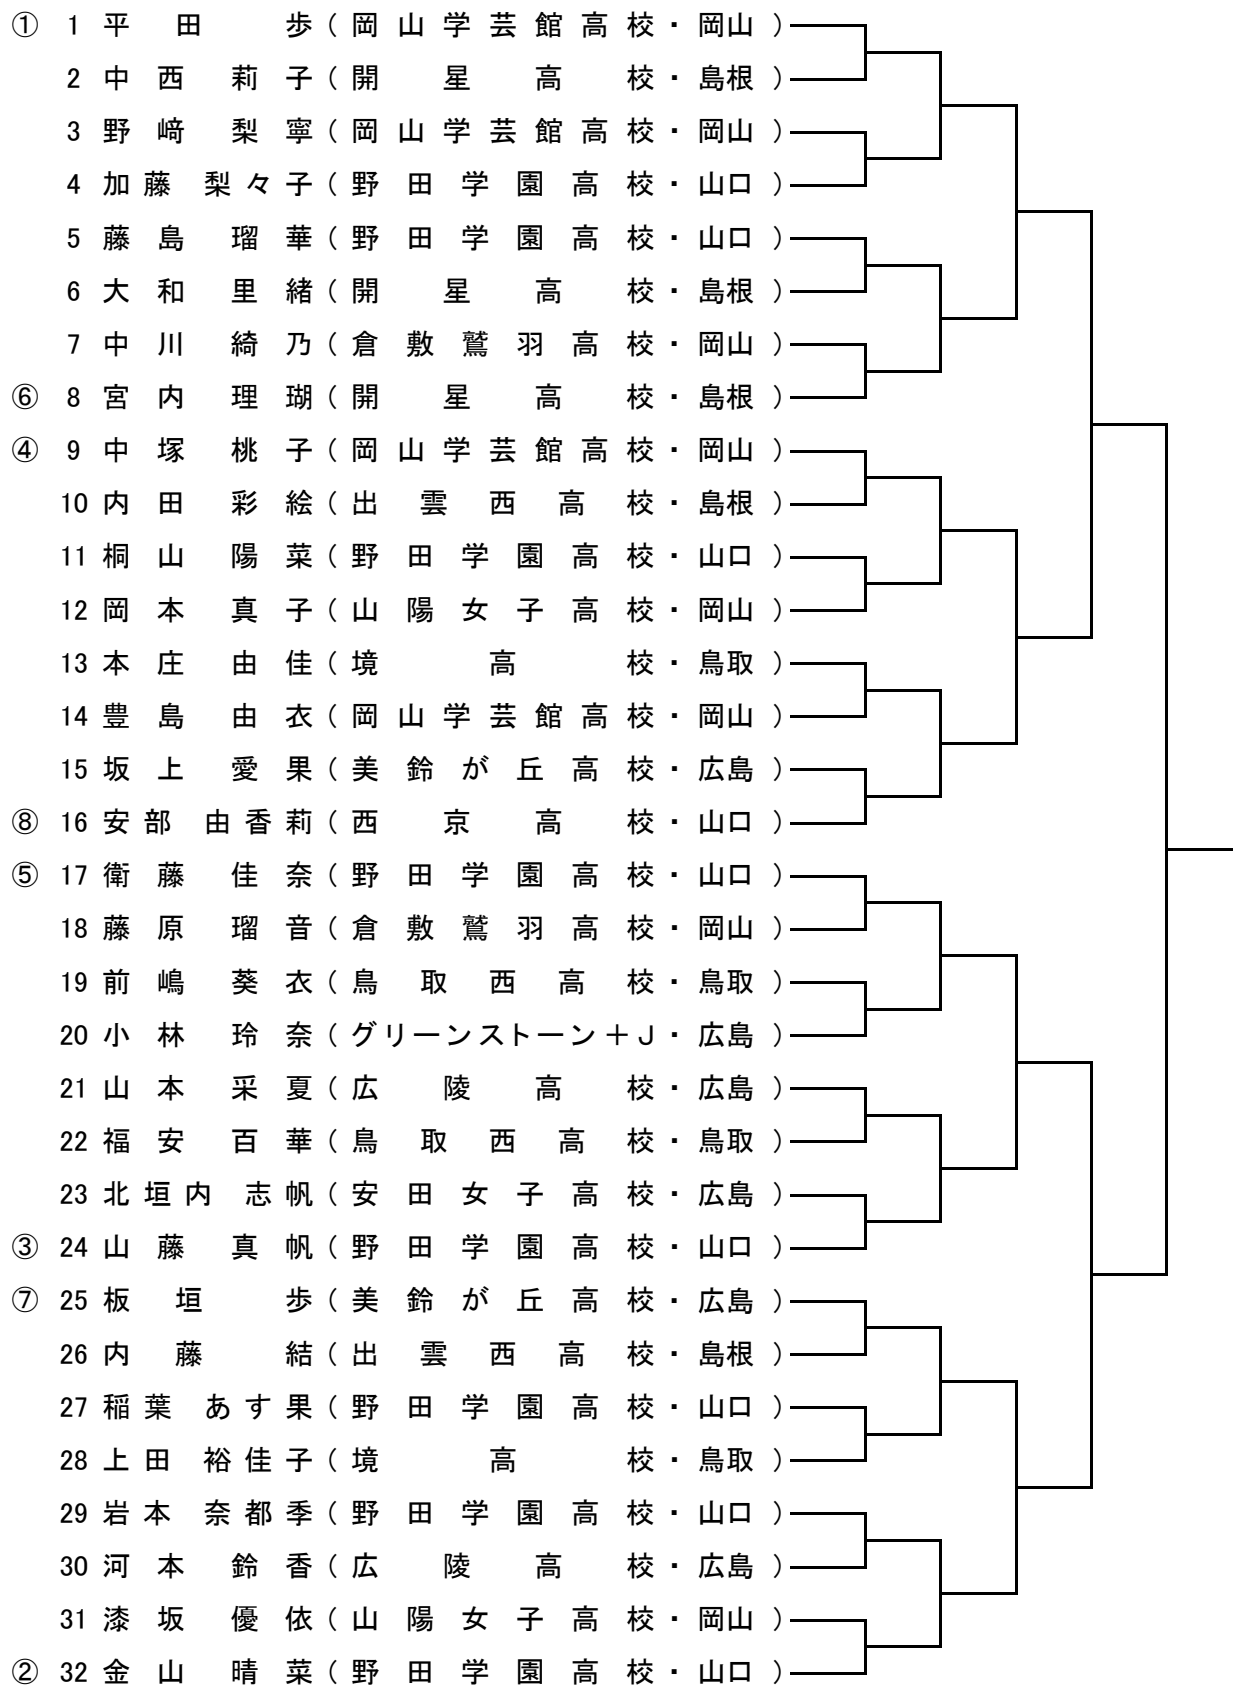 ① 1 平田 歩 (岡山学芸館高校・岡山)
2 中西 莉子 (開星高校・島根)
3 野﨑 梨寧 (岡山学芸館高校・岡山)
4 加藤 梨々子 (野田学園高校・山口)
5 藤島 瑠華 (野田学園高校・山口)
6 大和 里緒 (開星高校・島根)
7 中川 綺乃 (倉敷鷲羽高校・岡山)
⑥ 8 宮内 理瑚 (開星高校・島根)
④ 9 中塚 桃子 (岡山学芸館高校・岡山)
10 内田 彩絵 (出雲西高校・島根)
11 桐山 陽菜 (野田学園高校・山口)
12 岡本 真子 (山陽女子高校・岡山)
13 本庄 由佳 (境高校・鳥取)
14 豊島 由衣 (岡山学芸館高校・岡山)
15 坂上 愛果 (美鈴が丘高校・広島)
⑧ 16 安部 由香莉 (西京高校・山口)
⑤ 17 衛藤 佳奈 (野田学園高校・山口)
18 藤原 瑠音 (倉敷鷲羽高校・岡山)
19 前嶋 葵衣 (鳥取西高校・鳥取)
20 小林 玲奈 (グリーンストーン+J・広島)
21 山本 采夏 (広陵高校・広島)
22 福安 百華 (鳥取西高校・鳥取)
23 北垣内 志帆 (安田女子高校・広島)
③ 24 山藤 真帆 (野田学園高校・山口)
⑦ 25 板垣 歩 (美鈴が丘高校・広島)
26 内藤 結 (出雲西高校・島根)
27 稲葉 あす果 (野田学園高校・山口)
28 上田 裕佳子 (境高校・鳥取)
29 岩本 奈都季 (野田学園高校・山口)
30 河本 鈴香 (広陵高校・広島)
31 漆坂 優依 (山陽女子高校・岡山)
② 32 金山 晴菜 (野田学園高校・山口)